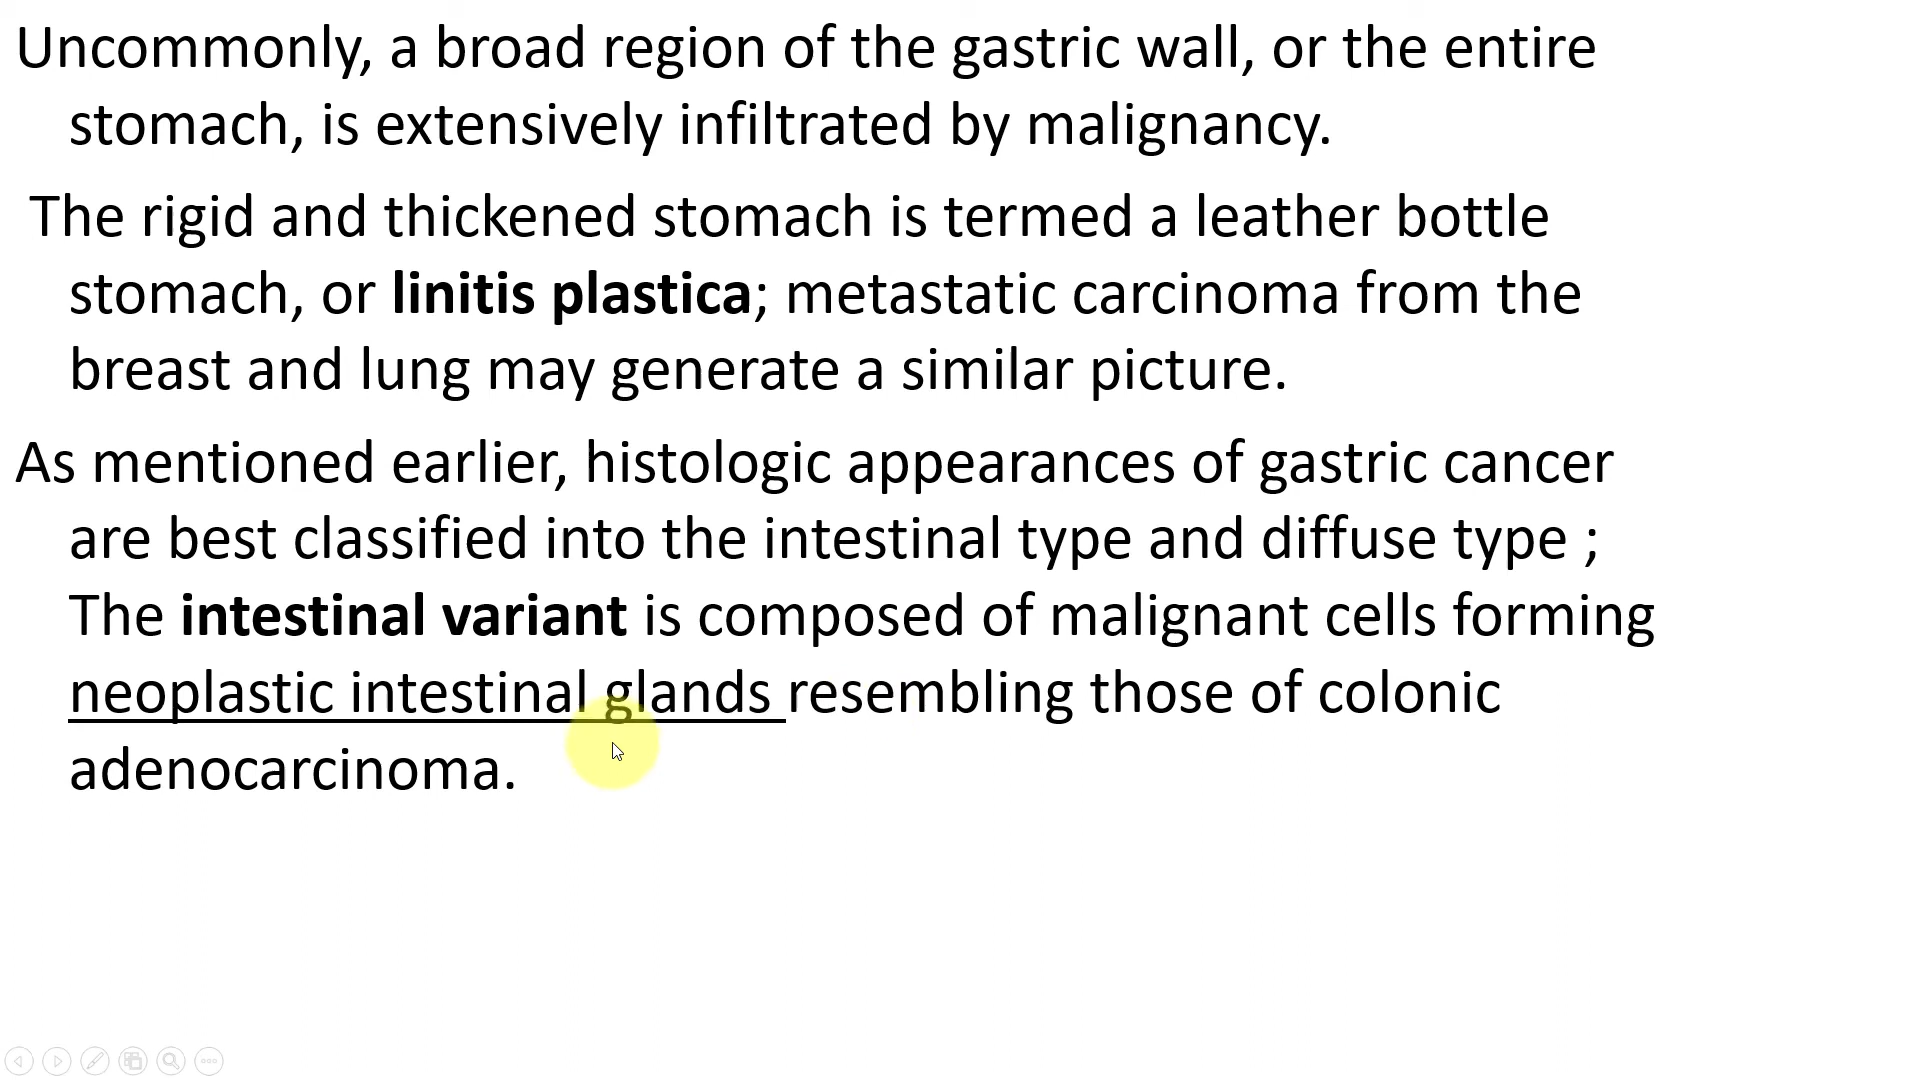 Uncommonly, a broad region of the gastric wall, or the entire
stomach, is extensively infiltrated by malignancy.
The rigid and thickened stomach is termed a leather bottle
stomach, or linitis plastica; metastatic carcinoma from the
breast and lung may generate a similar picture.
As mentioned earlier, histologic appearances of gastric cancer
are best classified into the intestinal type and diffuse type ;
The intestinal variant is composed of malignant cells forming
neoplastic intestinal glands resembling those of colonic
adenocarcinoma.